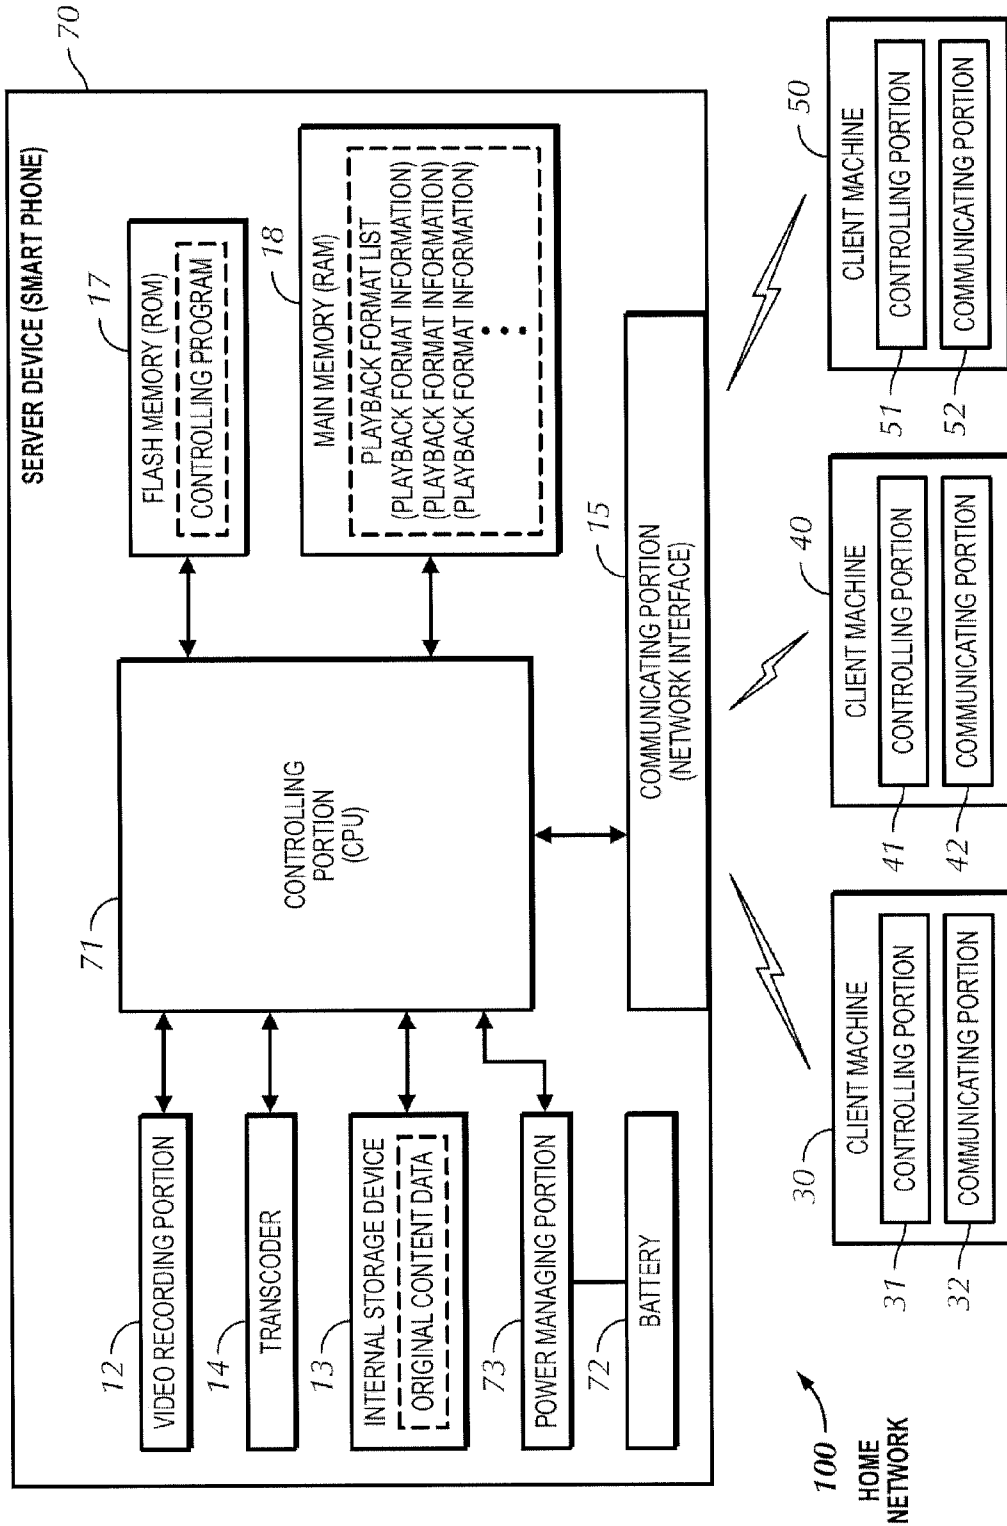 SERVER DEVICE (SMART PHONE)
70
12
VIDEO RECORDING PORTION
14
TRANSCODER
13
INTERNAL STORAGE DEVICE
ORIGINAL CONTENT DATA
73
POWER MANAGING PORTION
72
BATTERY
71
CONTROLLING
PORTION
(CPU)
17
FLASH MEMORY (ROM)
CONTROLLING PROGRAM
18
MAIN MEMORY (RAM)
PLAYBACK FORMAT LIST
(PLAYBACK FORMAT INFORMATION)
(PLAYBACK FORMAT INFORMATION)
(PLAYBACK FORMAT INFORMATION)
15
COMMUNICATING PORTION
(NETWORK INTERFACE)
100
HOME
NETWORK
30
CLIENT MACHINE
31
CONTROLLING PORTION
32
COMMUNICATING PORTION
40
CLIENT MACHINE
41
CONTROLLING PORTION
42
COMMUNICATING PORTION
50
CLIENT MACHINE
51
CONTROLLING PORTION
52
COMMUNICATING PORTION